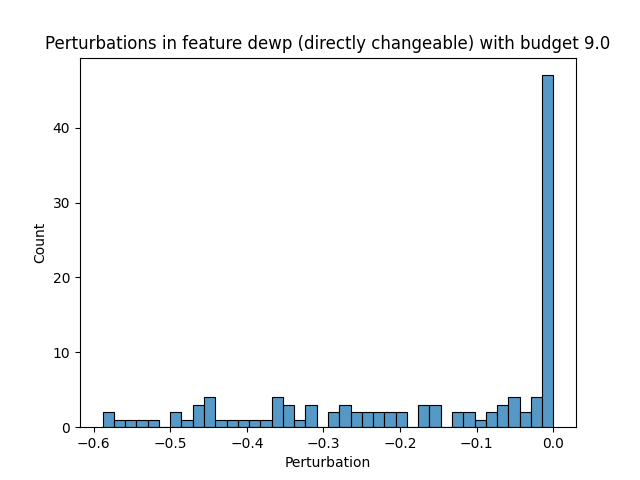 Perturbations in feature dewp (directly changeable) with budget 9.0
40
30
20
10
0
Count
−0.6 −0.5 −0.4 −0.3 −0.2 −0.1 0.0
Perturbation